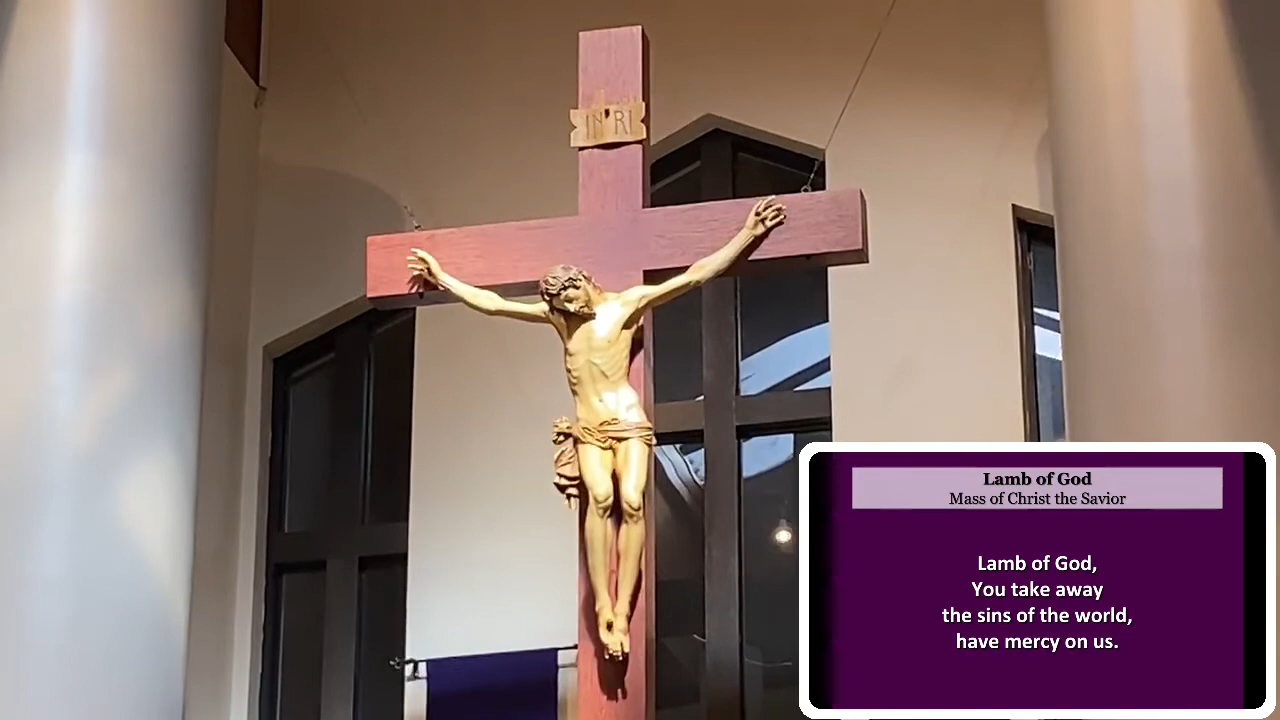 INRI
Lamb of God
Mass of Christ the Savior
Lamb of God,
You take away
the sins of the world,
have mercy on us.